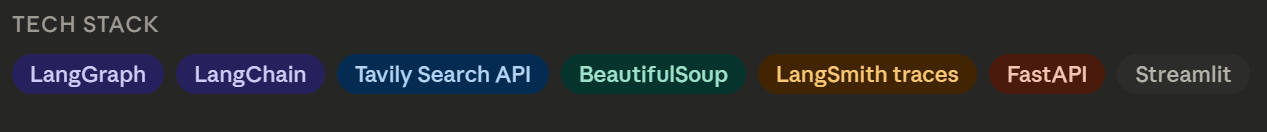 TECH STACK
LangGraph LangChain Tavily Search API BeautifulSoup LangSmith traces FastAPI Streamlit